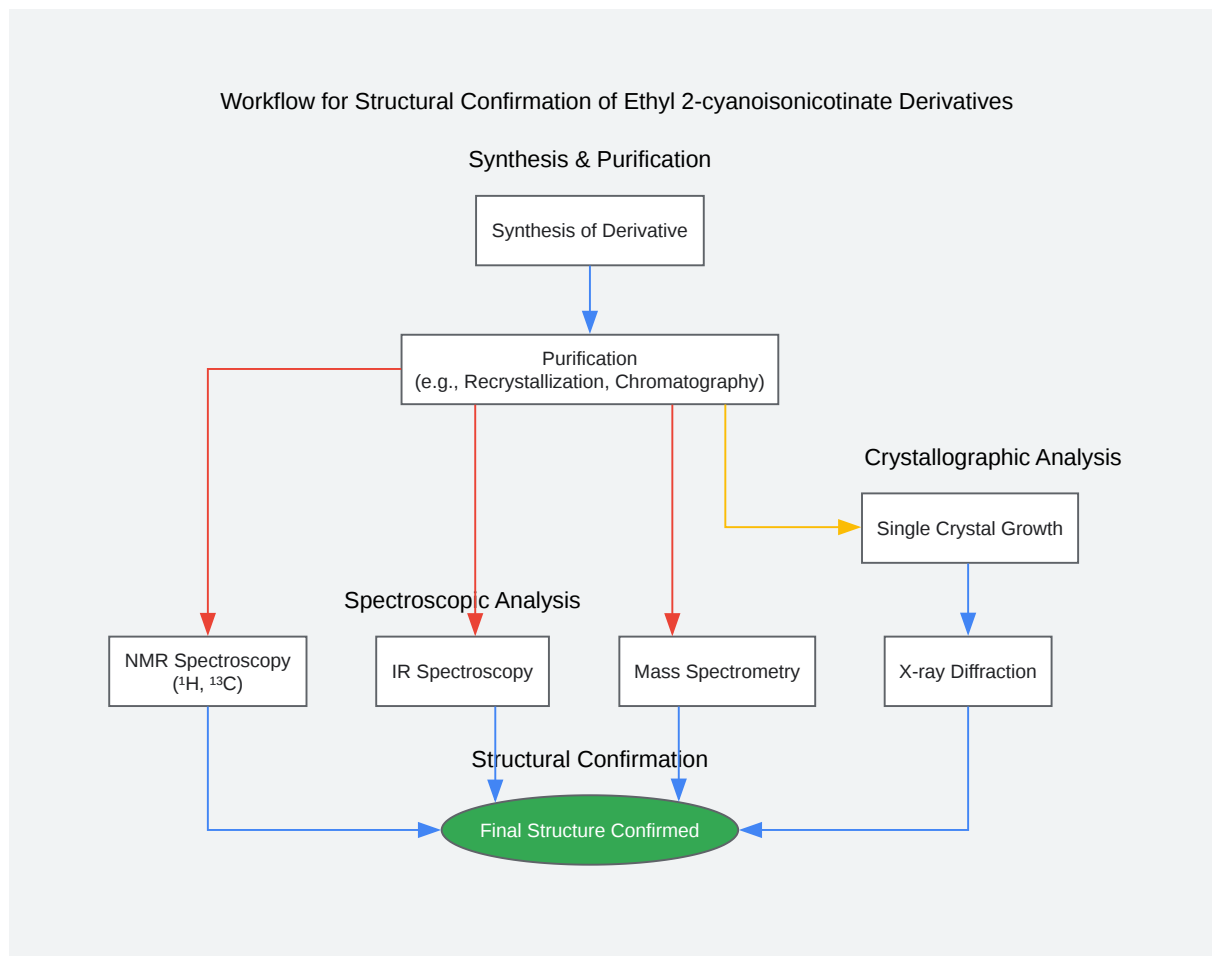 Workflow for Structural Confirmation of Ethyl 2-cyanoisonicotinate Derivatives
Synthesis & Purification
Synthesis of Derivative
Purification
(e.g., Recrystallization, Chromatography)
Crystallographic Analysis
Single Crystal Growth
Spectroscopic Analysis
NMR Spectroscopy
(¹H, ¹³C)
IR Spectroscopy
Mass Spectrometry
X-ray Diffraction
Structural Confirmation
Final Structure Confirmed